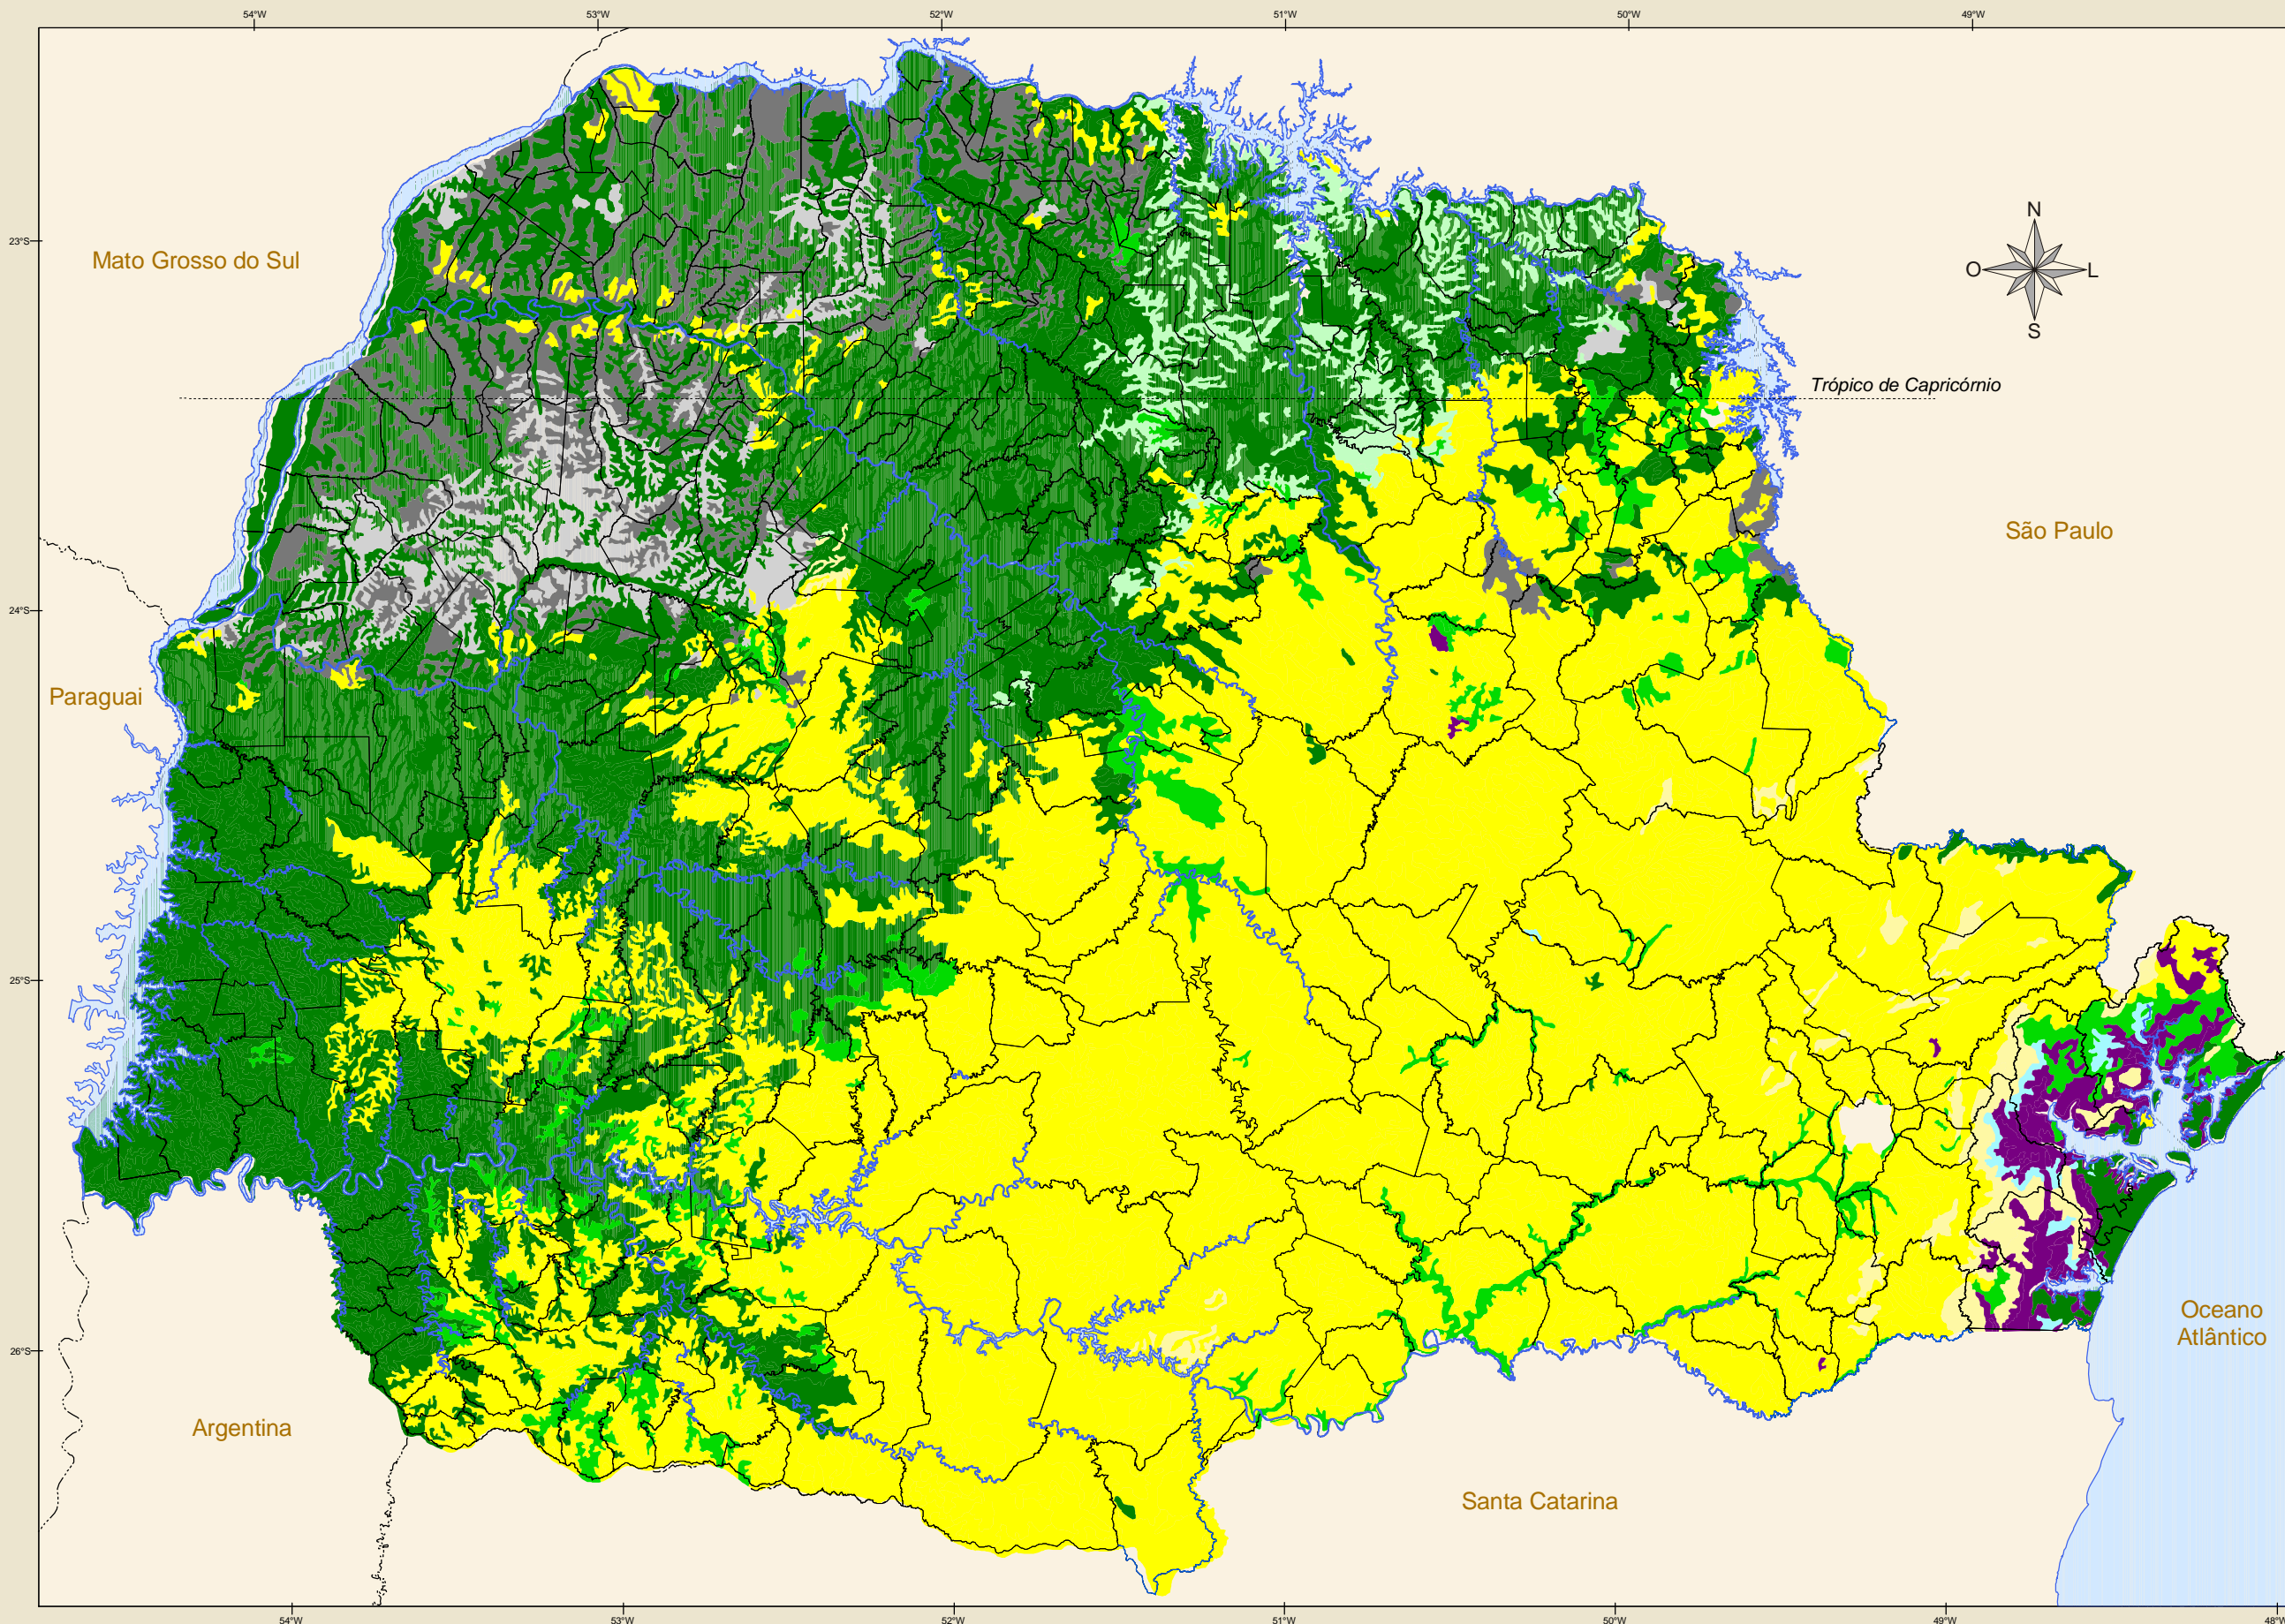 54°W 53°W 52°W 51°W 50°W 49°W
N
23°S
Mato Grosso do Sul
O L
S
Trópico de Capricórnio
São Paulo
24°S
Paraguai
25°S
Oceano
Atlântico
26°S
Argentina
Santa Catarina
54°W 53°W 52°W 51°W 50°W 49°W 48°W